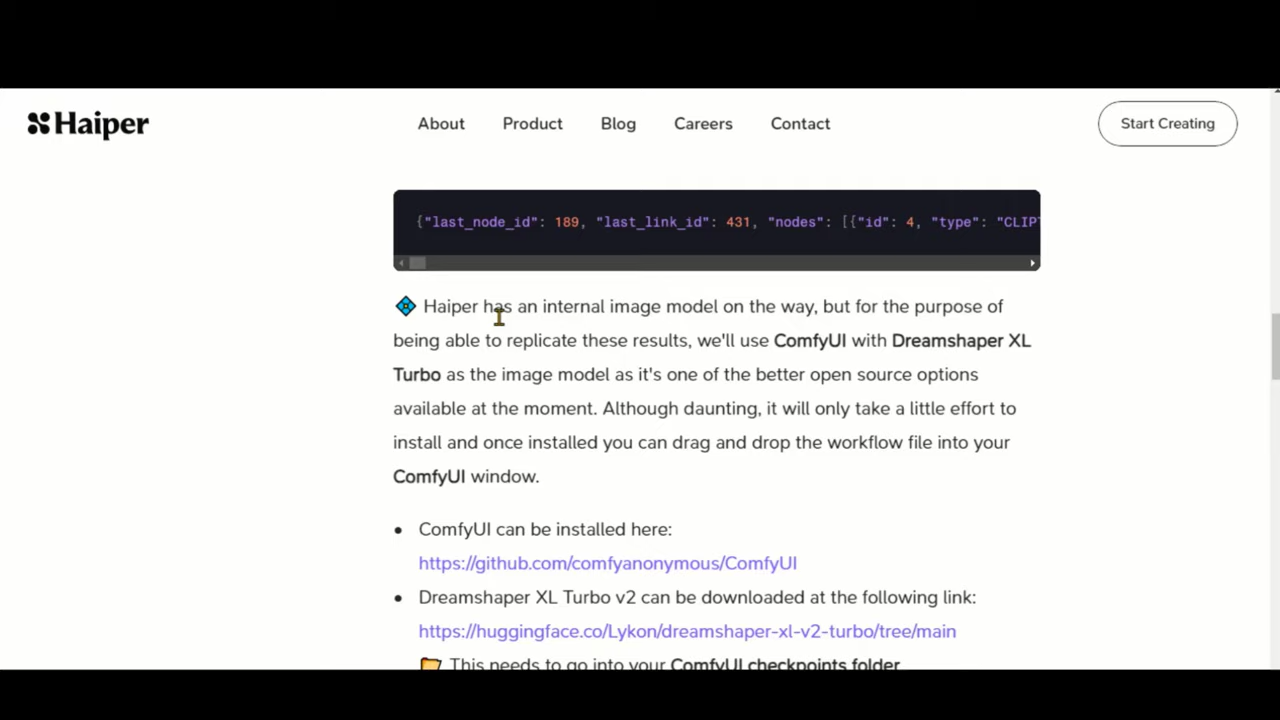 Haiper
About Product Blog Careers Contact Start Creating
{"last_node_id": 189, "last_link_id": 431, "nodes": [{"id": 4, "type": "CLIPT
Haiper has an internal image model on the way, but for the purpose of
being able to replicate these results, we'll use ComfyUI with Dreamshaper XL
Turbo as the image model as it's one of the better open source options
available at the moment. Although daunting, it will only take a little effort to
install and once installed you can drag and drop the workflow file into your
ComfyUI window.
• ComfyUI can be installed here:
https://github.com/comfyanonymous/ComfyUI
• Dreamshaper XL Turbo v2 can be downloaded at the following link:
https://huggingface.co/Lykon/dreamshaper-xl-v2-turbo/tree/main
This needs to go into your ComfyUI checkpoints folder